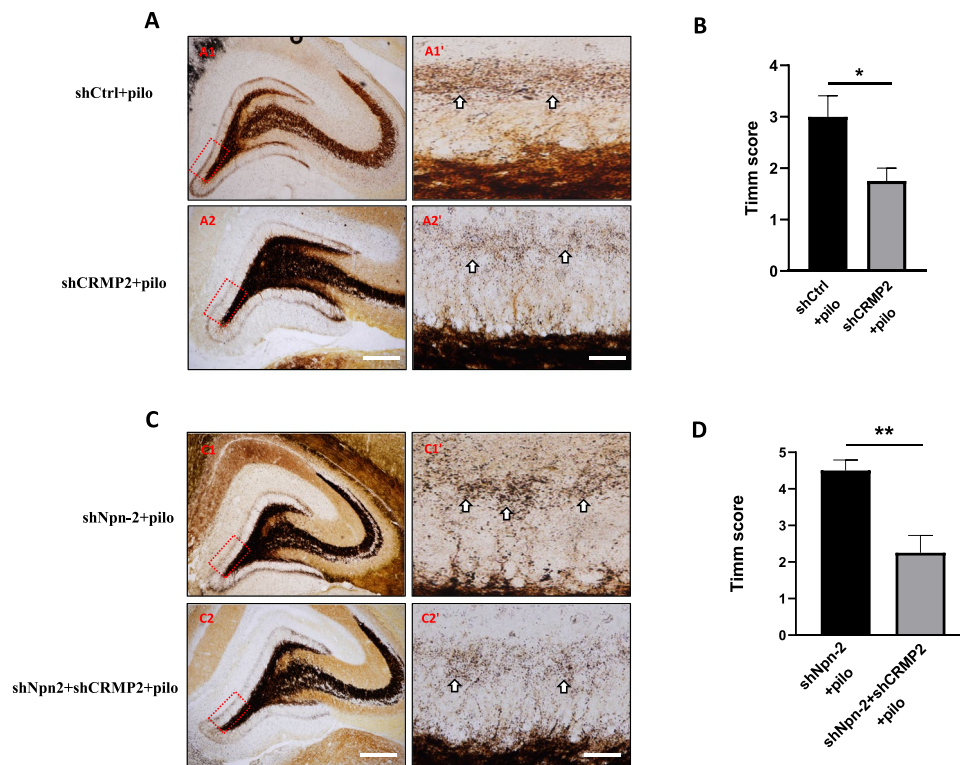 A
shCtrl+pilo
A1
A1'
shCRMP2+pilo
A2
A2'
B
Timm score
4
3
2
1
0
*
shCtrl
+pilo
shCRMP2
+pilo
C
shNpn-2+pilo
C1
C1'
shNpn2+shCRMP2+pilo
C2
C2'
D
Timm score
5
4
3
2
1
0
**
shNpn-2
+pilo
shNpn-2+shCRMP2
+pilo